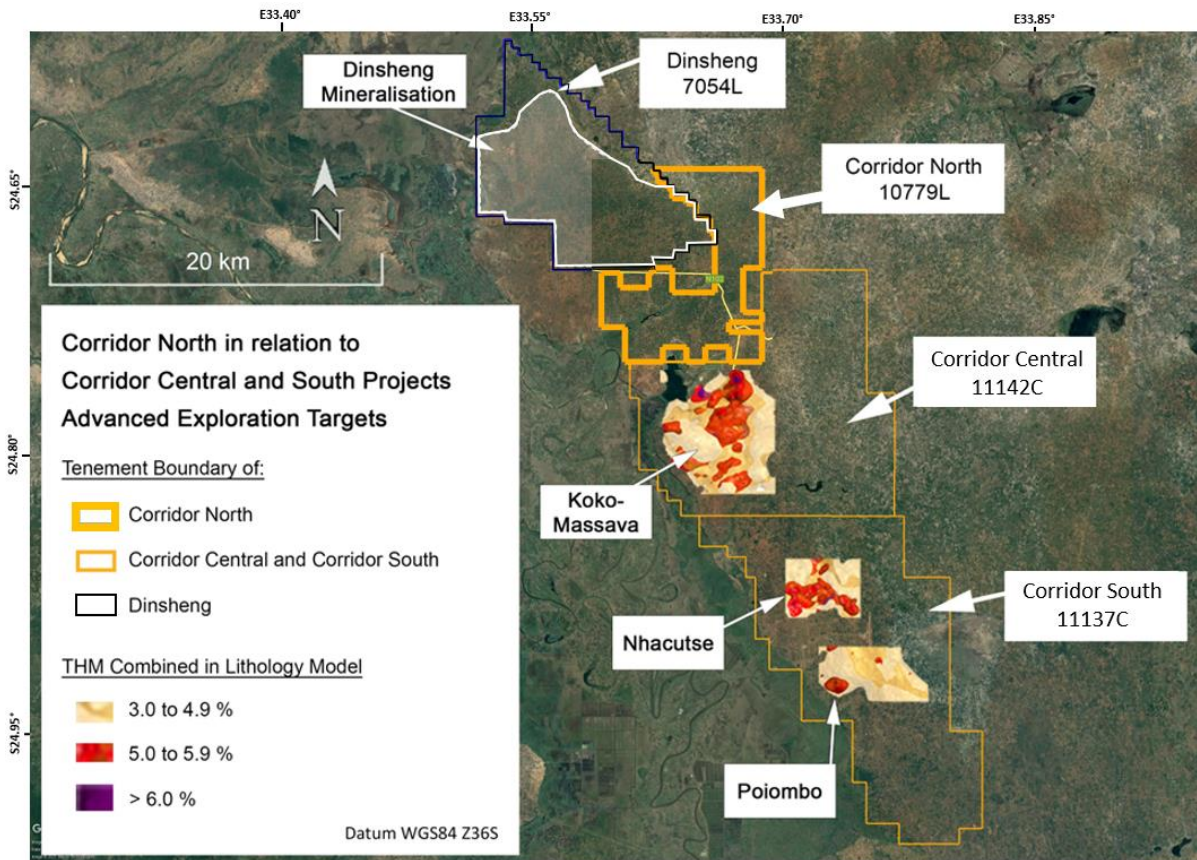 E33.40°
E33.55°
E33.70°
E33.85°
Dinsheng
Mineralisation
Dinsheng
7054L
Corridor North
10779L
S24.65°
N
20 km
Corridor North in relation to
Corridor Central and South Projects
Advanced Exploration Targets
Tenement Boundary of:
Corridor North
Corridor Central and Corridor South
Dinsheng
THM Combined in Lithology Model
3.0 to 4.9 %
5.0 to 5.9 %
> 6.0 %
Datum WGS84 Z36S
Corridor Central
11142C
S24.80°
Koko-
Massava
Corridor South
11137C
Nhacutse
S24.95°
Poiombo